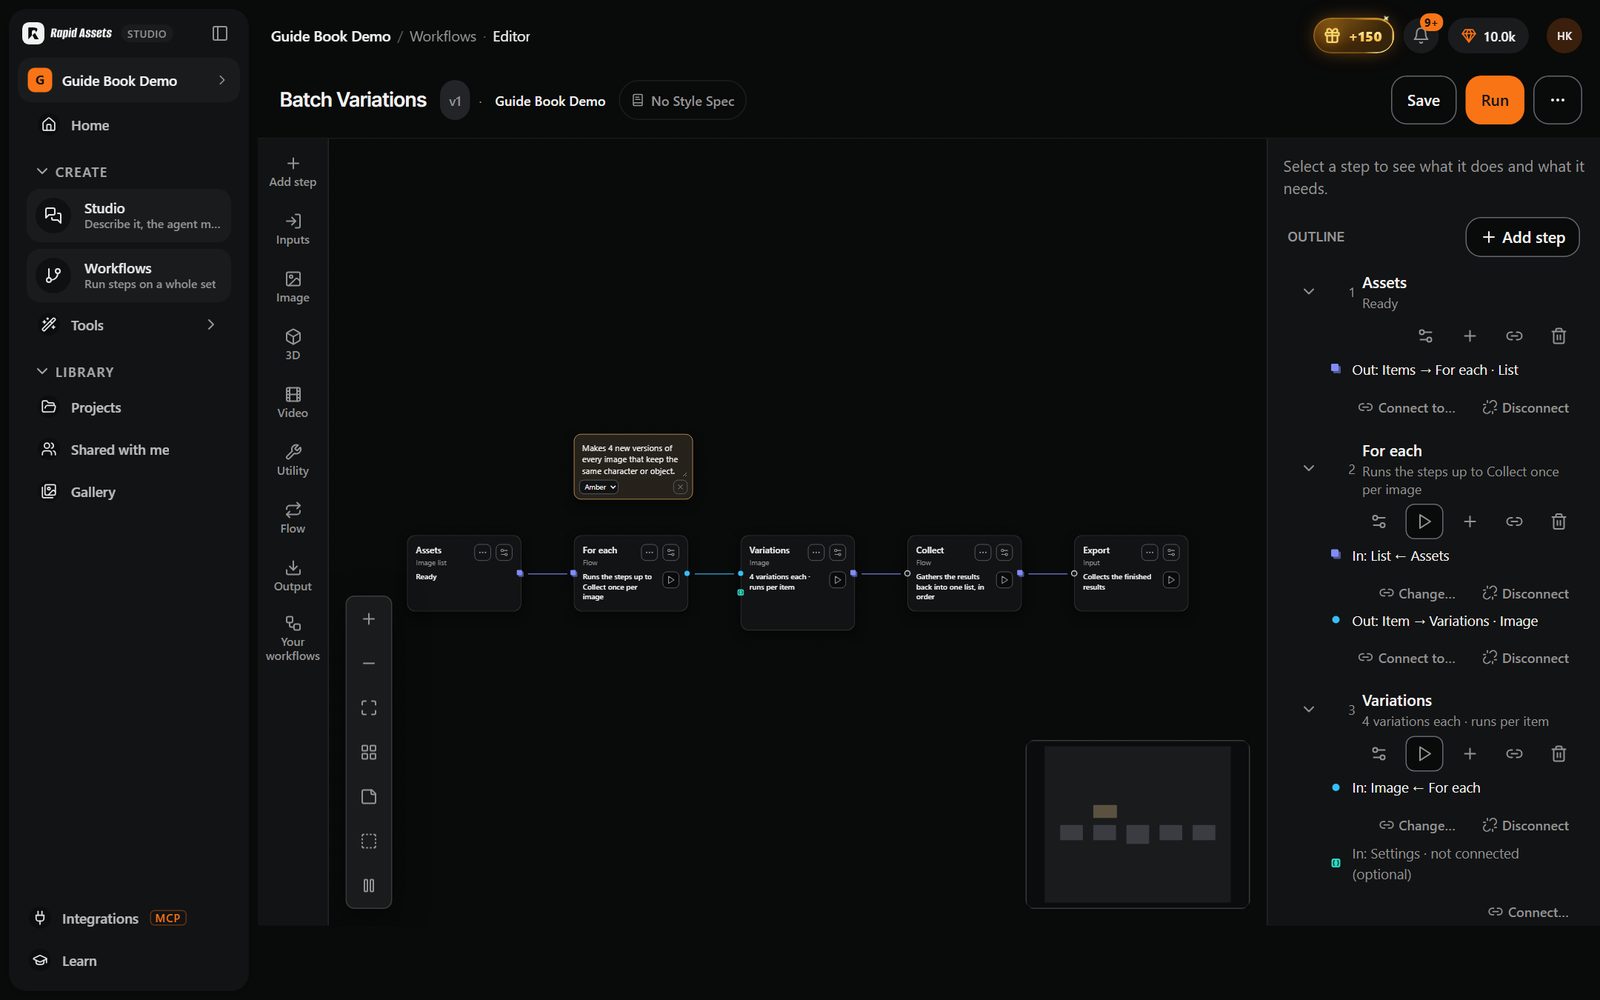 Rapid Assets STUDIO
Guide Book Demo / Workflows · Editor
+150
9+
10.0k
HK
G Guide Book Demo
Home
CREATE
Studio
Describe it, the agent m...
Workflows
Run steps on a whole set
Tools
LIBRARY
Projects
Shared with me
Gallery
Integrations MCP
Learn
Batch Variations v1 · Guide Book Demo No Style Spec
Save Run ...
Add step
Inputs
Image
3D
Video
Utility
Flow
Output
Your
workflows
Makes 4 new versions of
every image that keep the
same character or object.
Amber
Assets
Image list
Ready
For each
Flow
Runs the steps up to
Collect once per
image
Variations
Image
4 variations each ·
runs per item
Collect
Flow
Gathers the results
back into one list, in
order
Export
Input
Collects the finished
results
Select a step to see what it does and what it
needs.
OUTLINE + Add step
1 Assets
Ready
Out: Items → For each · List
Connect to... Disconnect
For each
2 Runs the steps up to Collect once
per image
In: List ← Assets
Change... Disconnect
Out: Item → Variations · Image
Connect to... Disconnect
3 Variations
4 variations each · runs per item
In: Image ← For each
Change... Disconnect
In: Settings · not connected
(optional)
Connect...